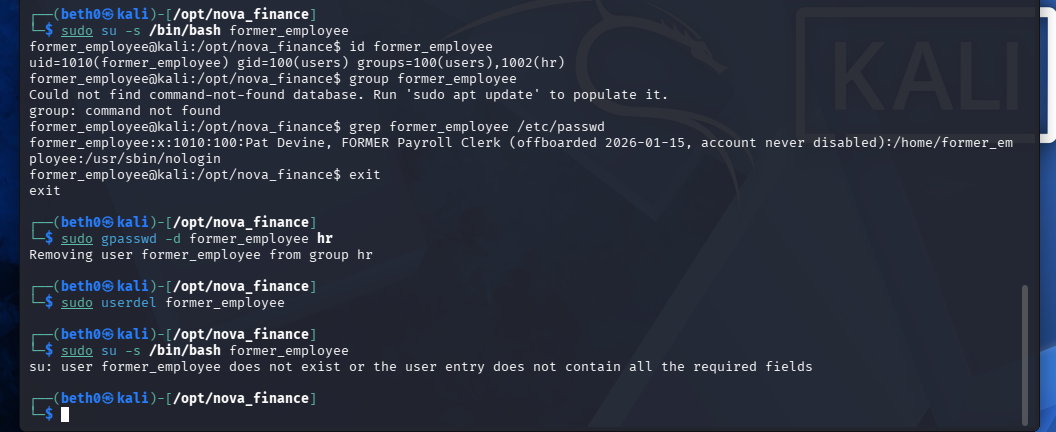 ┌──(beth0㉿kali)-[/opt/nova_finance]
└─$ sudo su -s /bin/bash former_employee
former_employee@kali:/opt/nova_finance$ id former_employee
uid=1010(former_employee) gid=100(users) groups=100(users),1002(hr)
former_employee@kali:/opt/nova_finance$ group former_employee
Could not find command-not-found database. Run 'sudo apt update' to populate it.
group: command not found
former_employee@kali:/opt/nova_finance$ grep former_employee /etc/passwd
former_employee:x:1010:100:Pat Devine, FORMER Payroll Clerk (offboarded 2026-01-15, account never disabled):/home/former_em
ployee:/usr/sbin/nologin
former_employee@kali:/opt/nova_finance$ exit
exit
┌──(beth0㉿kali)-[/opt/nova_finance]
└─$ sudo gpasswd -d former_employee hr
Removing user former_employee from group hr
┌──(beth0㉿kali)-[/opt/nova_finance]
└─$ sudo userdel former_employee
┌──(beth0㉿kali)-[/opt/nova_finance]
└─$ sudo su -s /bin/bash former_employee
su: user former_employee does not exist or the user entry does not contain all the required fields
┌──(beth0㉿kali)-[/opt/nova_finance]
└─$
KALI